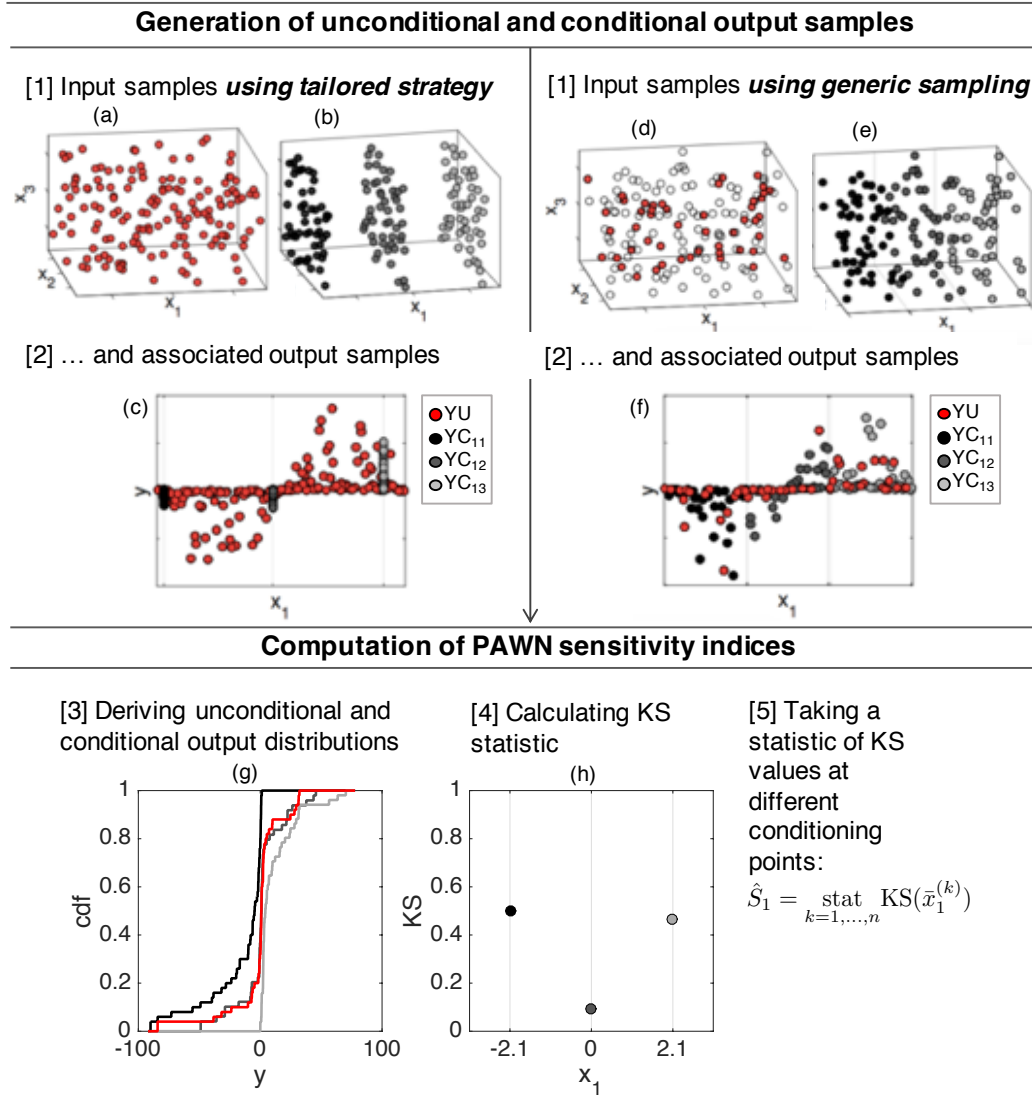 Generation of unconditional and conditional output samples
[1] Input samples using tailored strategy
(a)
(b)
x3
x2
x1
[1] Input samples using generic sampling
(d)
(e)
x3
x2
x1
x1
[2] … and associated output samples
(c)
y
x1
YU
YC11
YC12
YC13
[2] … and associated output samples
(f)
y
x1
YU
YC11
YC12
YC13
Computation of PAWN sensitivity indices
[3] Deriving unconditional and
conditional output distributions
(g)
cdf
1
0.8
0.6
0.4
0.2
0
-100
0
100
y
[4] Calculating KS
statistic
(h)
KS
1
0.8
0.6
0.4
0.2
0
-2.1
0
2.1
x1
[5] Taking a
statistic of KS
values at
different
conditioning
points:
Ŝ1 = stat KS(x̄1^(k))
k=1,...,n